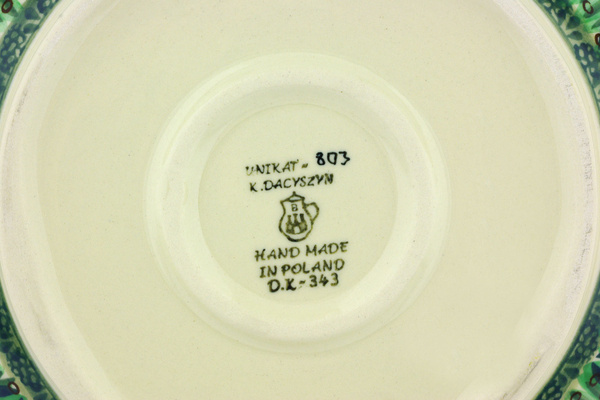 UNIKAT - 803
K.DACYSZYN
B
HAND MADE
IN POLAND
D.K-343